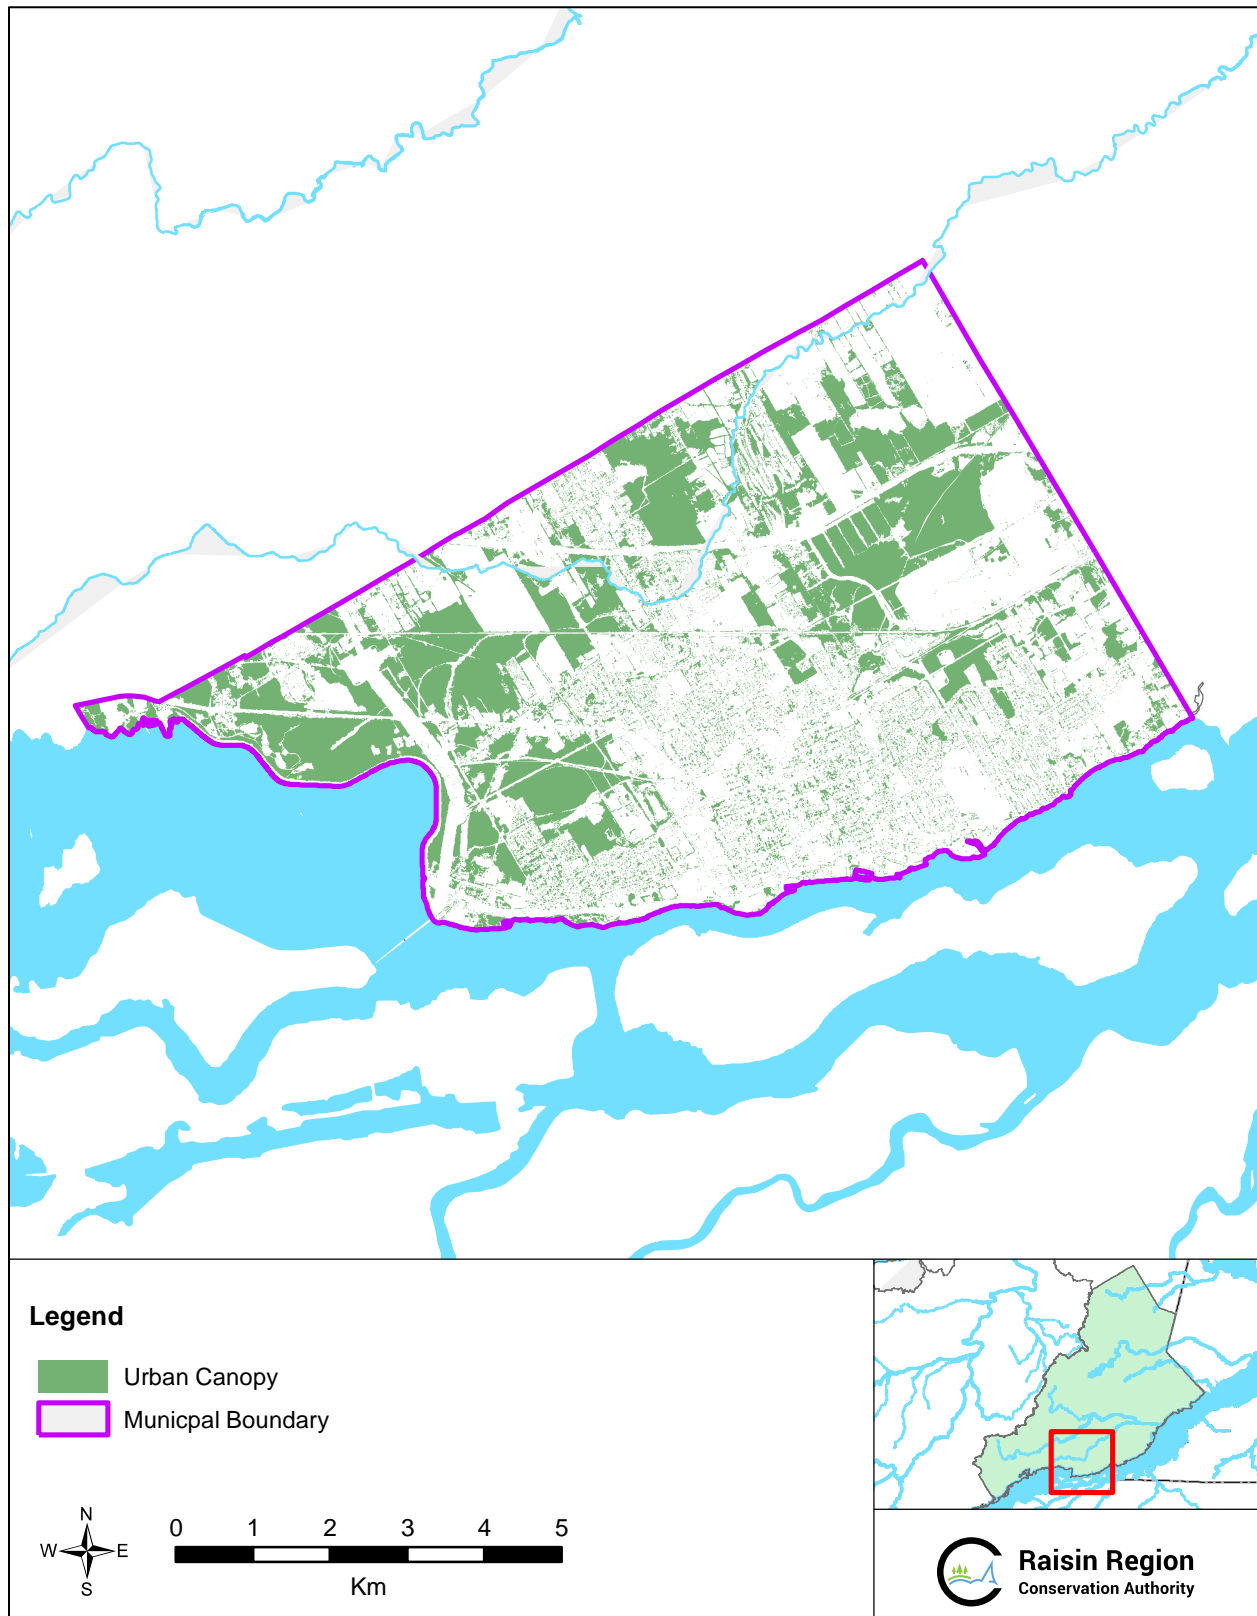 Legend
Urban Canopy
Municpal Boundary
N
W E
S
0 1 2 3 4 5
Km
Raisin Region
Conservation Authority